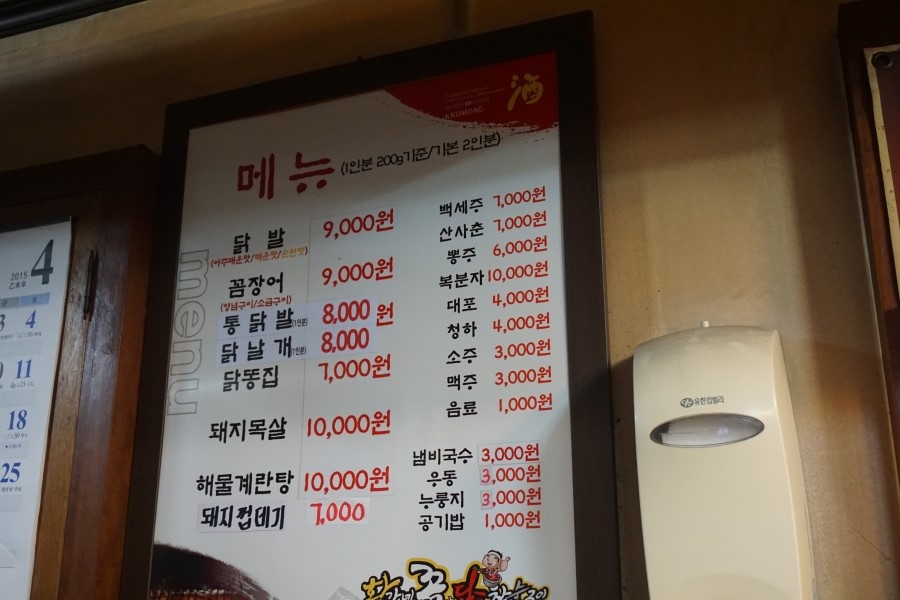 酒
KKOMDAG
메뉴 (1인분 200g기준/기본 2인분)
menu
닭발 9,000원
(아주매운맛/매운맛/순한맛)
꼼장어 9,000원
(양념구이/소금구이)
통닭발(1인분) 8,000원
닭날개(1인분) 8,000
닭똥집 7,000원
돼지목살 10,000원
해물계란탕 10,000원
돼지껍데기 7,000
백세주 7,000원
산사춘 7,000원
뽕주 6,000원
복분자 10,000원
대포 4,000원
청하 4,000원
소주 3,000원
맥주 3,000원
음료 1,000원
냄비국수 3,000원
우동 3,000원
누룽지 3,000원
공기밥 1,000원
2015 4
乙未年
3 4
11
18
25
유한킴벌리